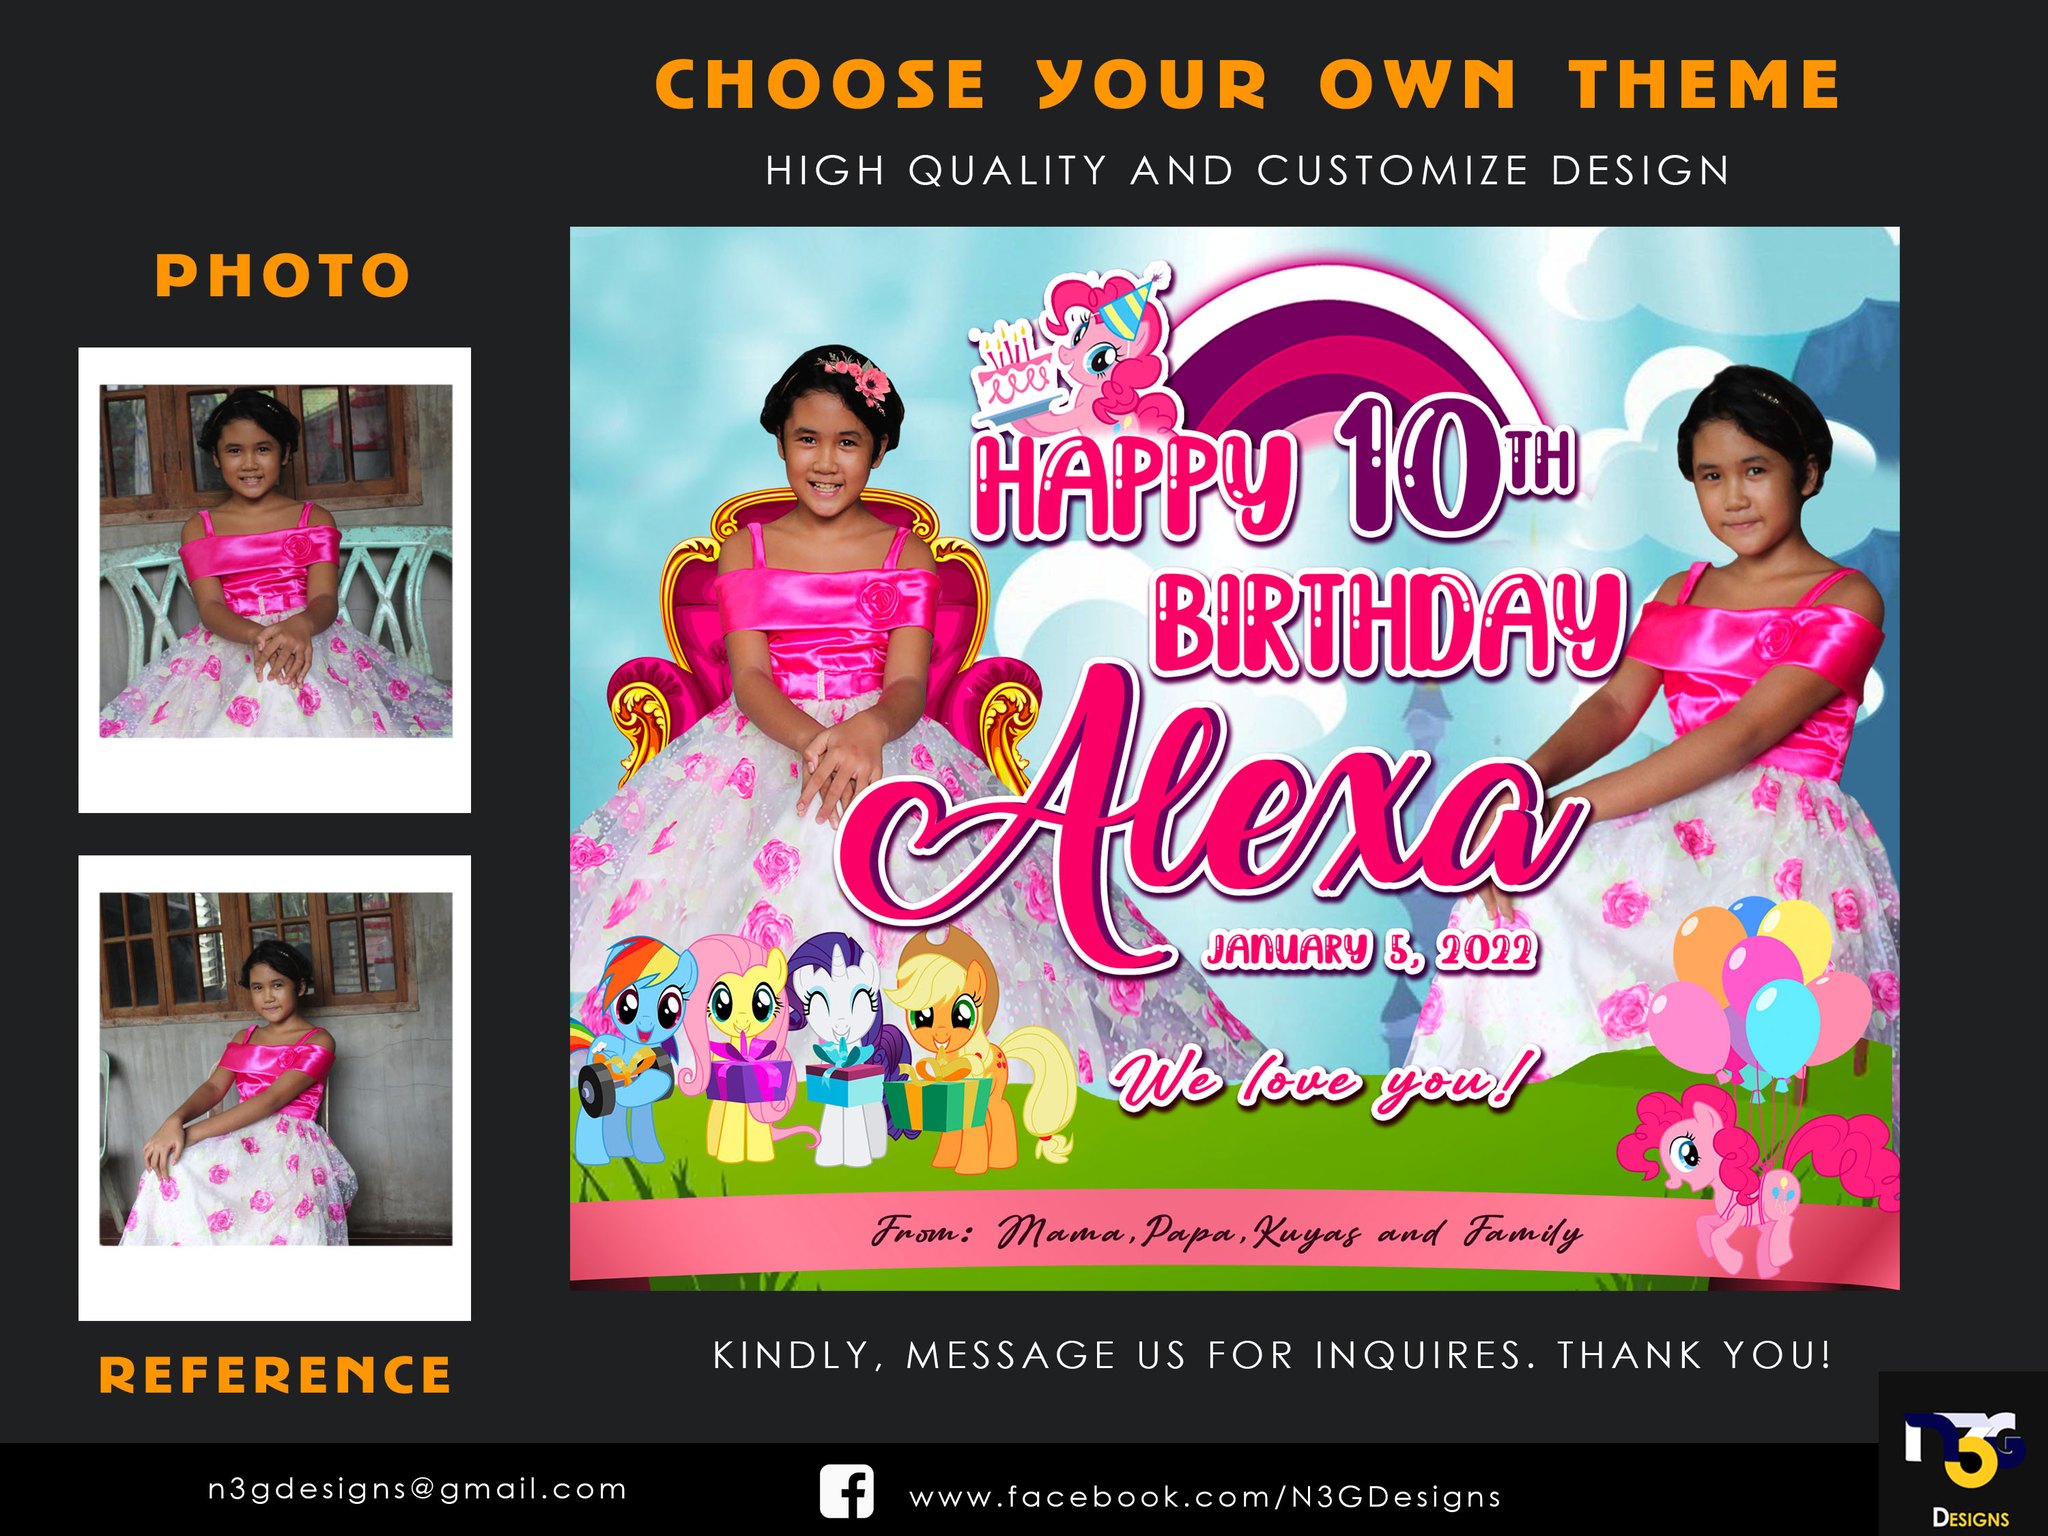 CHOOSE YOUR OWN THEME
HIGH QUALITY AND CUSTOMIZE DESIGN
PHOTO
HAPPY 10TH
BIRTHDAY
Alexa
JANUARY 5, 2022
We love you!
From: Mama, Papa, Kuyas and Family
REFERENCE
KINDLY, MESSAGE US FOR INQUIRES. THANK YOU!
n3gdesigns@gmail.com
www.facebook.com/N3GDesigns
N3G
DESIGNS